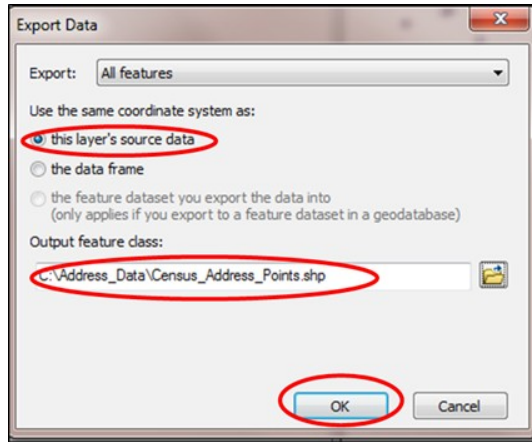 Export Data
Export: All features
Use the same coordinate system as:
this layer's source data
the data frame
the feature dataset you export the data into
(only applies if you export to a feature dataset in a geodatabase)
Output feature class:
C:\Address_Data\Census_Address_Points.shp
OK Cancel